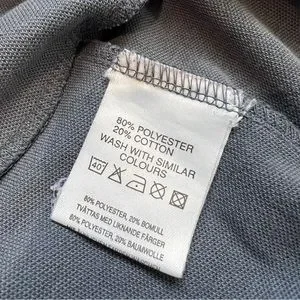 80% POLYESTER
20% COTTON
WASH WITH SIMILAR
COLOURS
40°
80% POLYESTER, 20% BOMULL
TVÄTTAS MED LIKNANDE FÄRGER
80% POLYESTER, 20% BAUMWOLLE